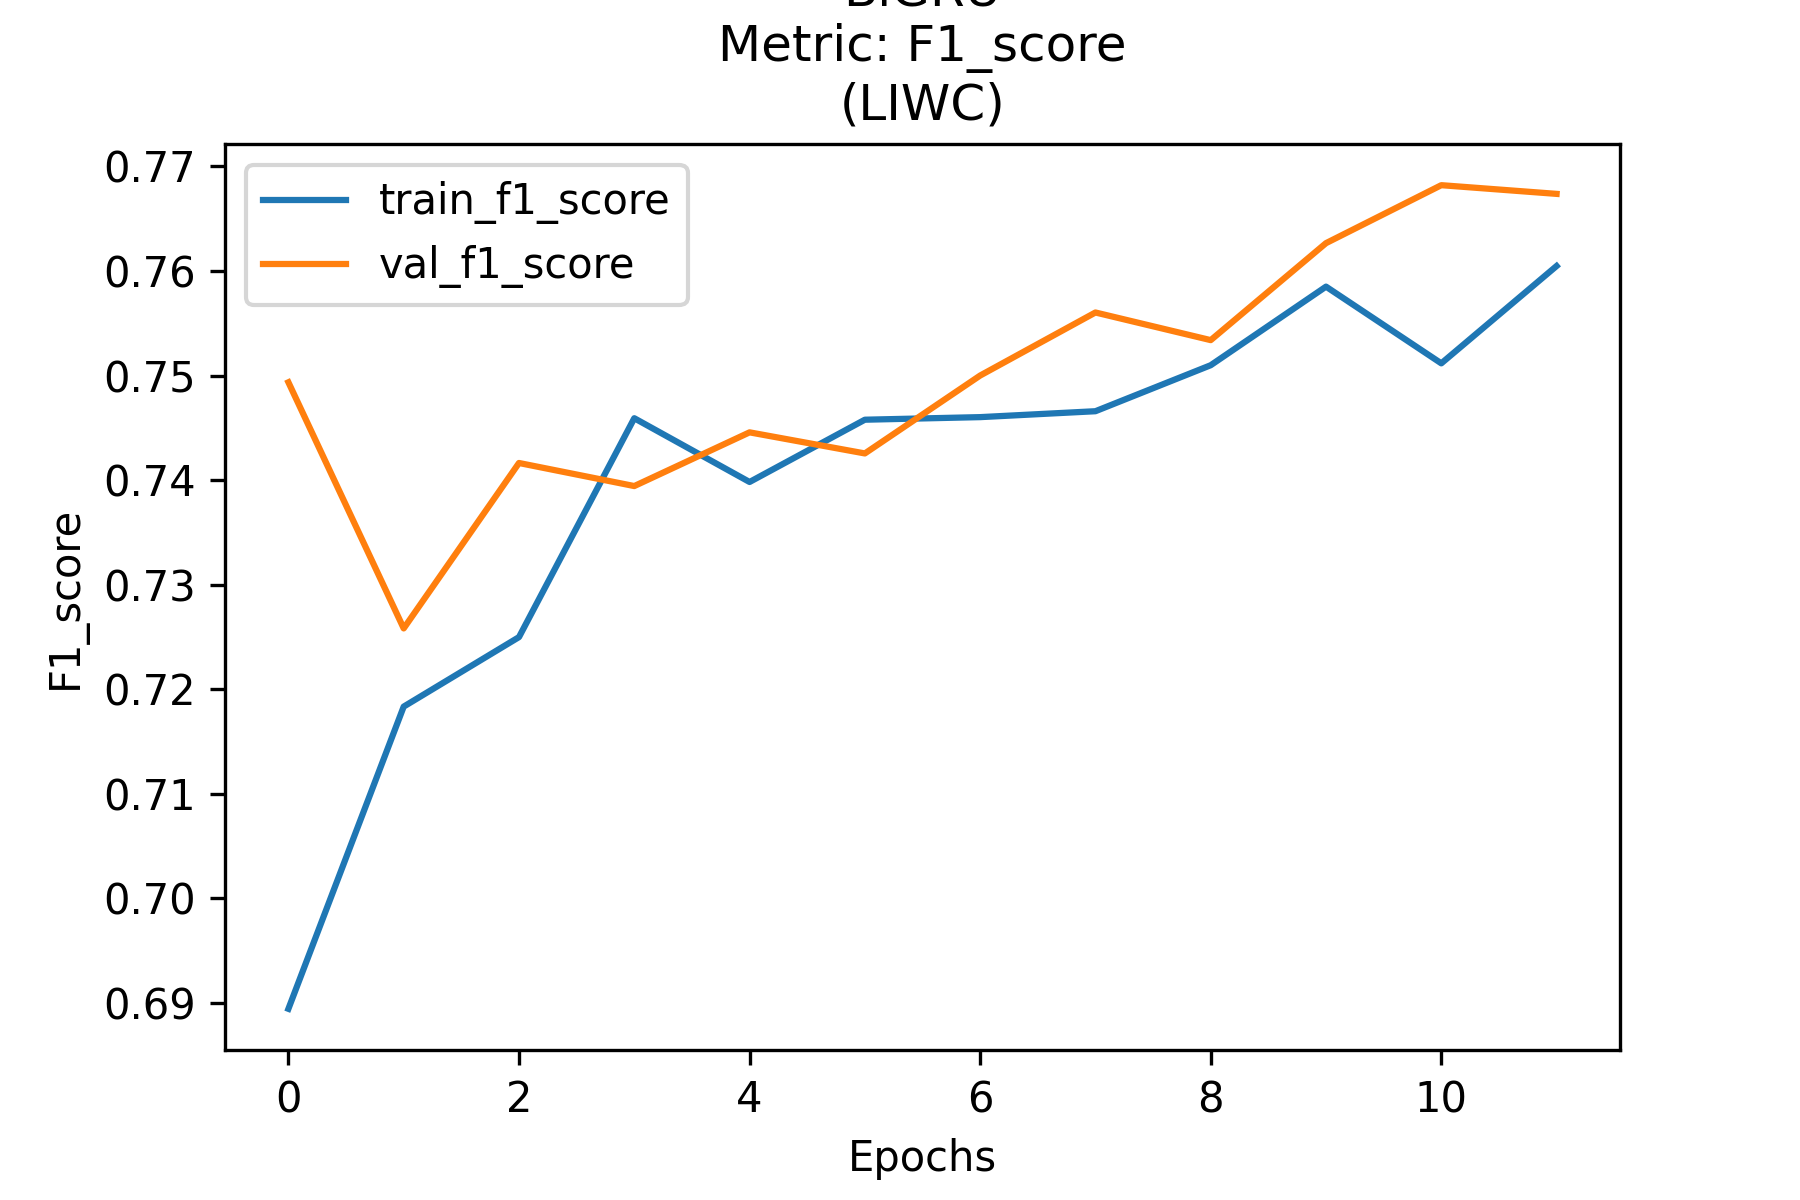 BiGRU
Metric: F1_score
(LIWC)
train_f1_score
val_f1_score
0.77
0.76
0.75
0.74
0.73
0.72
0.71
0.70
0.69
F1_score
0 2 4 6 8 10
Epochs